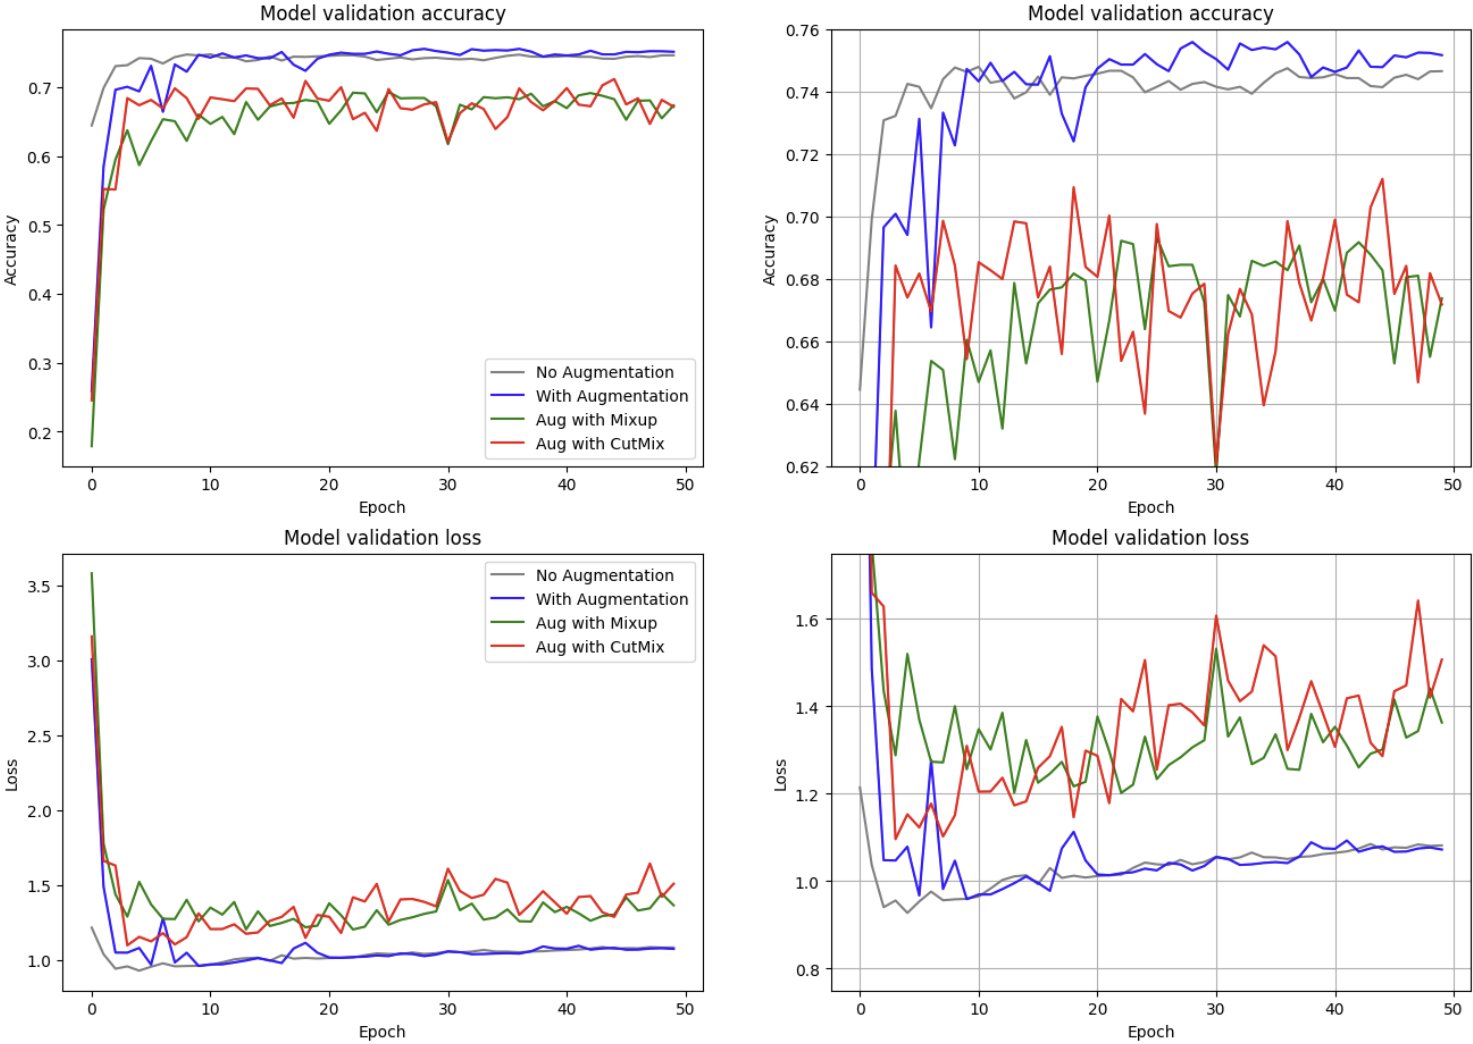 Model validation accuracy
Accuracy
0.7
0.6
0.5
0.4
0.3
0.2
No Augmentation
With Augmentation
Aug with Mixup
Aug with CutMix
0 10 20 30 40 50
Epoch
Model validation accuracy
Accuracy
0.76
0.74
0.72
0.70
0.68
0.66
0.64
0.62
0 10 20 30 40 50
Epoch
Model validation loss
Loss
3.5
3.0
2.5
2.0
1.5
1.0
No Augmentation
With Augmentation
Aug with Mixup
Aug with CutMix
0 10 20 30 40 50
Epoch
Model validation loss
Loss
1.6
1.4
1.2
1.0
0.8
0 10 20 30 40 50
Epoch